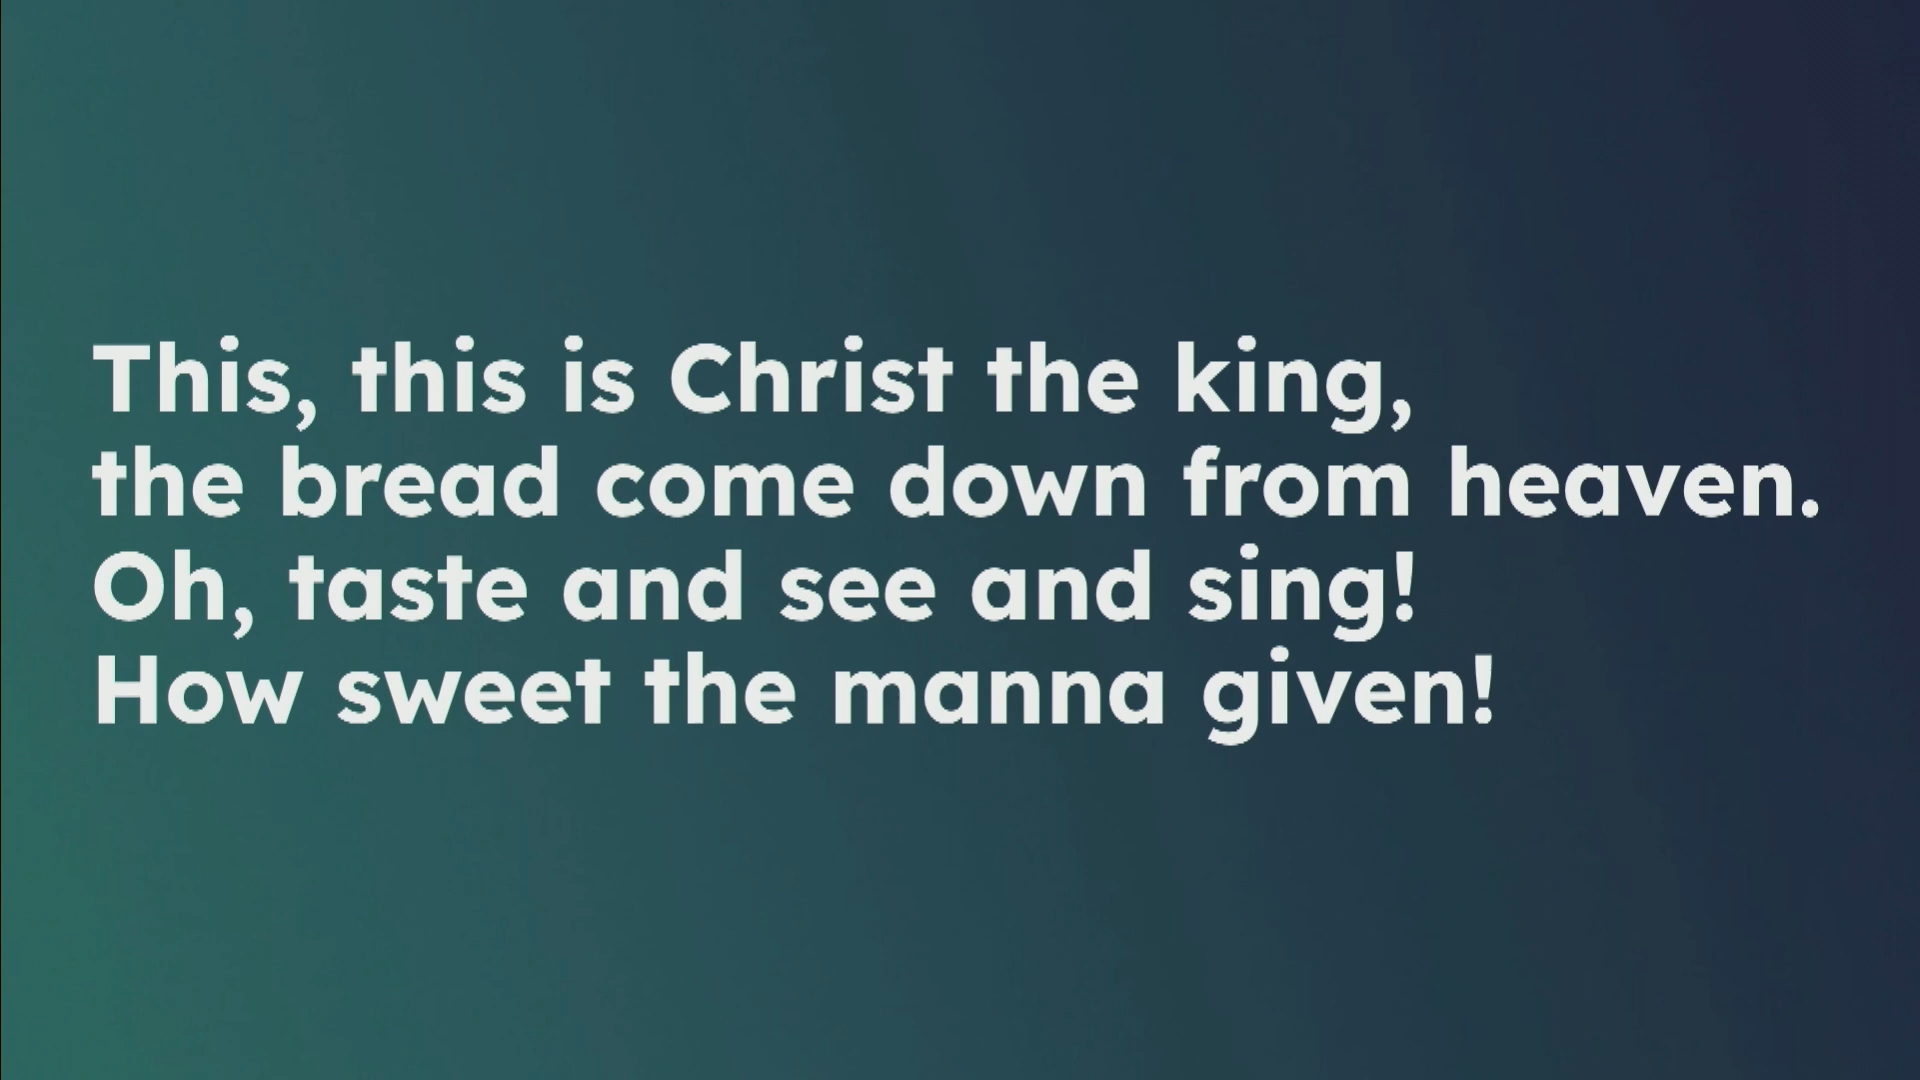 This, this is Christ the king,
the bread come down from heaven.
Oh, taste and see and sing!
How sweet the manna given!